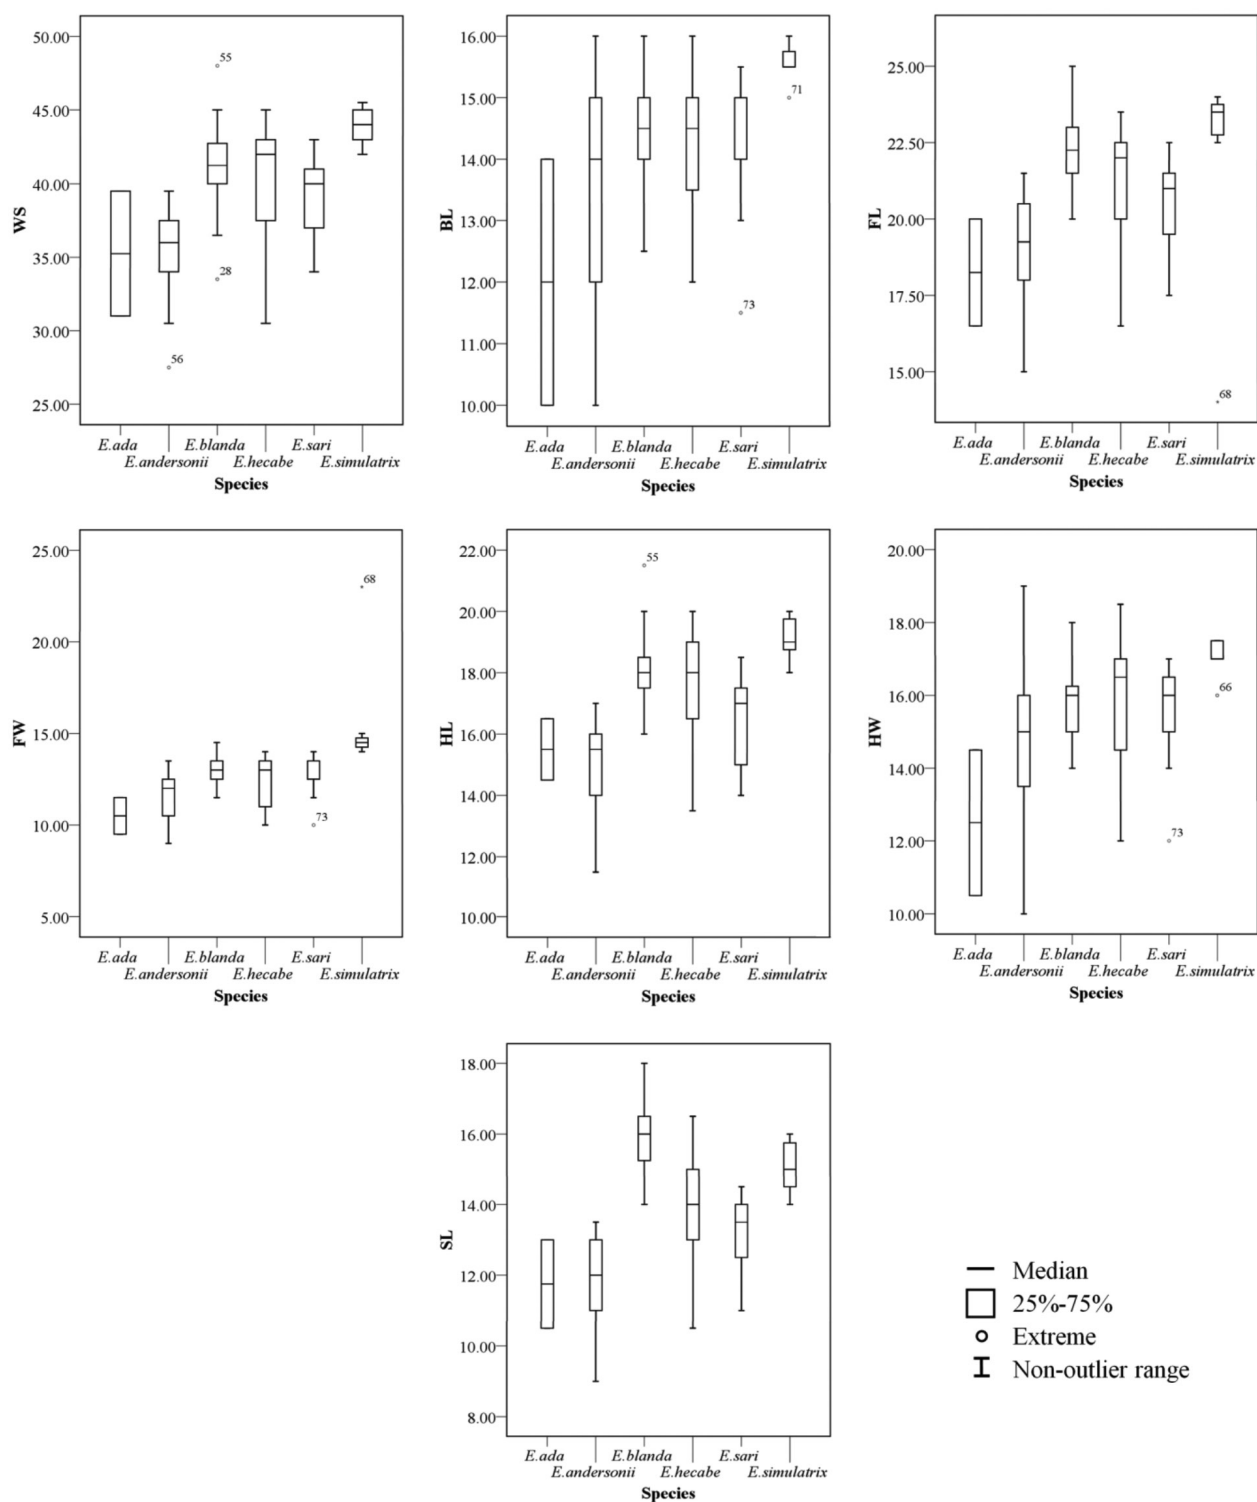 WS
50.00
45.00
40.00
35.00
30.00
25.00
55
28
56
E.ada
E.andersonii
E.blanda
E.hecabe
E.sari
E.simulatrix
Species
BL
16.00
15.00
14.00
13.00
12.00
11.00
10.00
71
73
E.ada
E.andersonii
E.blanda
E.hecabe
E.sari
E.simulatrix
Species
FL
25.00
22.50
20.00
17.50
15.00
68
E.ada
E.andersonii
E.blanda
E.hecabe
E.sari
E.simulatrix
Species
FW
25.00
20.00
15.00
10.00
5.00
68
73
E.ada
E.andersonii
E.blanda
E.hecabe
E.sari
E.simulatrix
Species
HL
22.00
20.00
18.00
16.00
14.00
12.00
10.00
55
E.ada
E.andersonii
E.blanda
E.hecabe
E.sari
E.simulatrix
Species
HW
20.00
18.00
16.00
14.00
12.00
10.00
66
73
E.ada
E.andersonii
E.blanda
E.hecabe
E.sari
E.simulatrix
Species
SL
18.00
16.00
14.00
12.00
10.00
8.00
E.ada
E.andersonii
E.blanda
E.hecabe
E.sari
E.simulatrix
Species
Median
25%-75%
Extreme
Non-outlier range